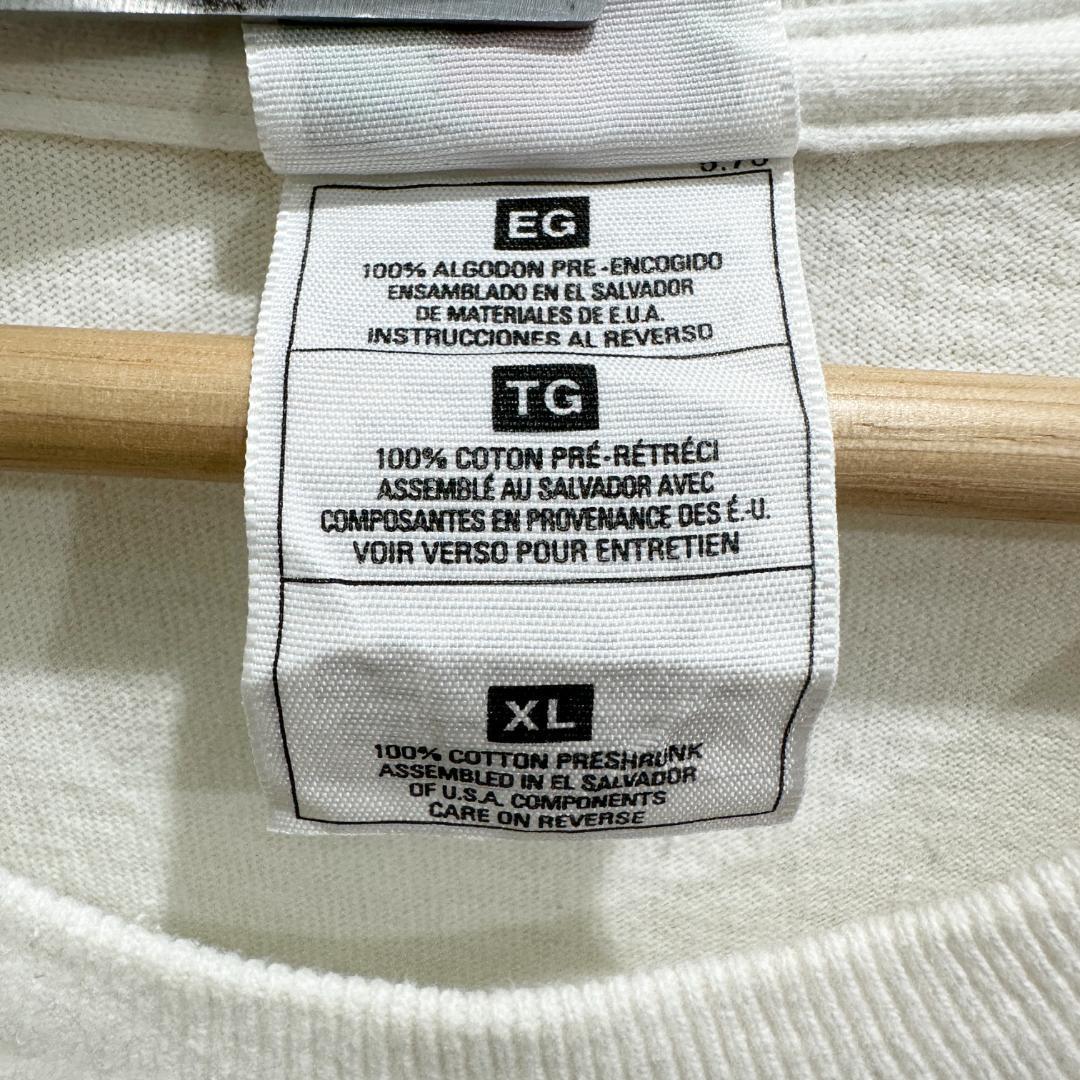 EG
100% ALGODON PRE-ENCOGIDO
ENSAMBLADO EN EL SALVADOR
DE MATERIALES DE E.U.A.
INSTRUCCIONES AL REVERSO
TG
100% COTON PRÉ-RÉTRÉCI
ASSEMBLÉ AU SALVADOR AVEC
COMPOSANTES EN PROVENANCE DES É.-U.
VOIR VERSO POUR ENTRETIEN
XL
100% COTTON PRESHRUNK
ASSEMBLED IN EL SALVADOR
OF U.S.A. COMPONENTS
CARE ON REVERSE